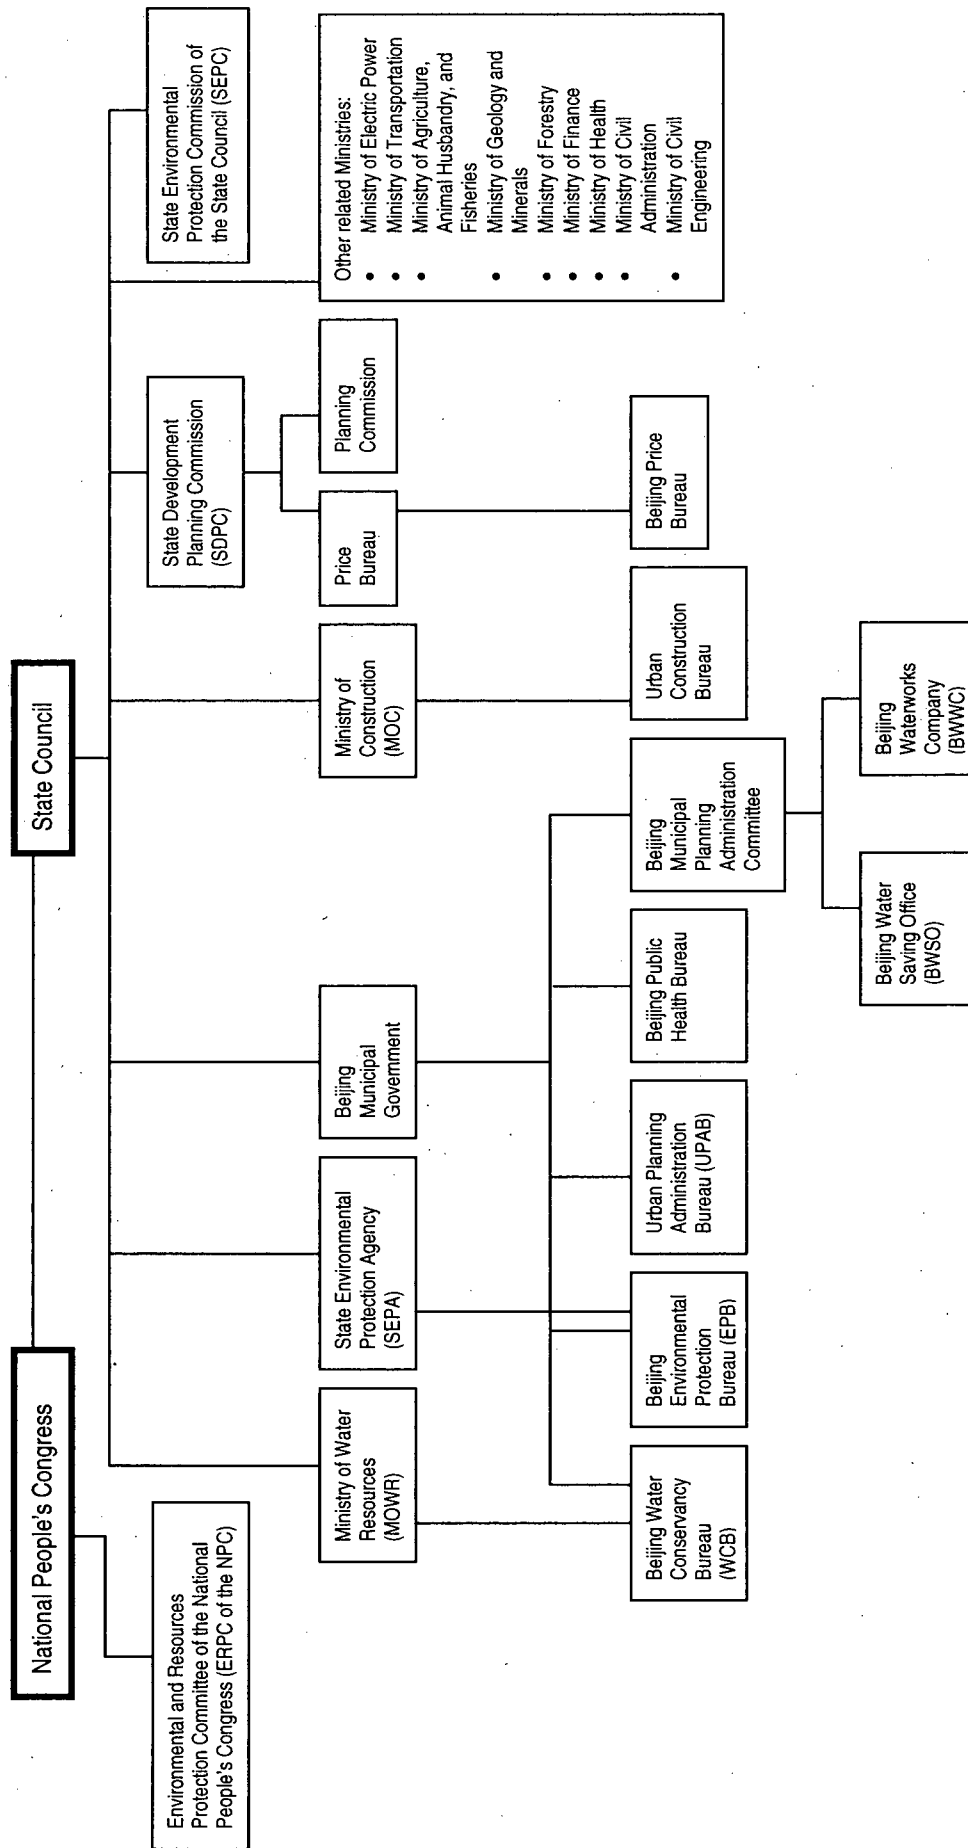 National People's Congress
State Council
Environmental and Resources
Protection Committee of the National
People's Congress (ERPC of the NPC)
State Development
Planning Commission
(SDPC)
State Environmental
Protection Commission of
the State Council (SEPC)
Ministry of Water
Resources
(MOWR)
State Environmental
Protection Agency
(SEPA)
Beijing
Municipal
Government
Ministry of
Construction
(MOC)
Price
Bureau
Planning
Commission
Other related Ministries:
• Ministry of Electric Power
• Ministry of Transportation
• Ministry of Agriculture,
Animal Husbandry, and
Fisheries
• Ministry of Geology and
Minerals
• Ministry of Forestry
• Ministry of Finance
• Ministry of Health
• Ministry of Civil
Administration
• Ministry of Civil
Engineering
Beijing Water
Conservancy
Bureau
(WCB)
Beijing
Environmental
Protection
Bureau (EPB)
Urban Planning
Administration
Bureau (UPAB)
Beijing Public
Health Bureau
Beijing
Municipal
Planning
Administration
Committee
Urban
Construction
Bureau
Beijing Price
Bureau
Beijing Water
Saving Office
(BWSO)
Beijing
Waterworks
Company
(BWWC)